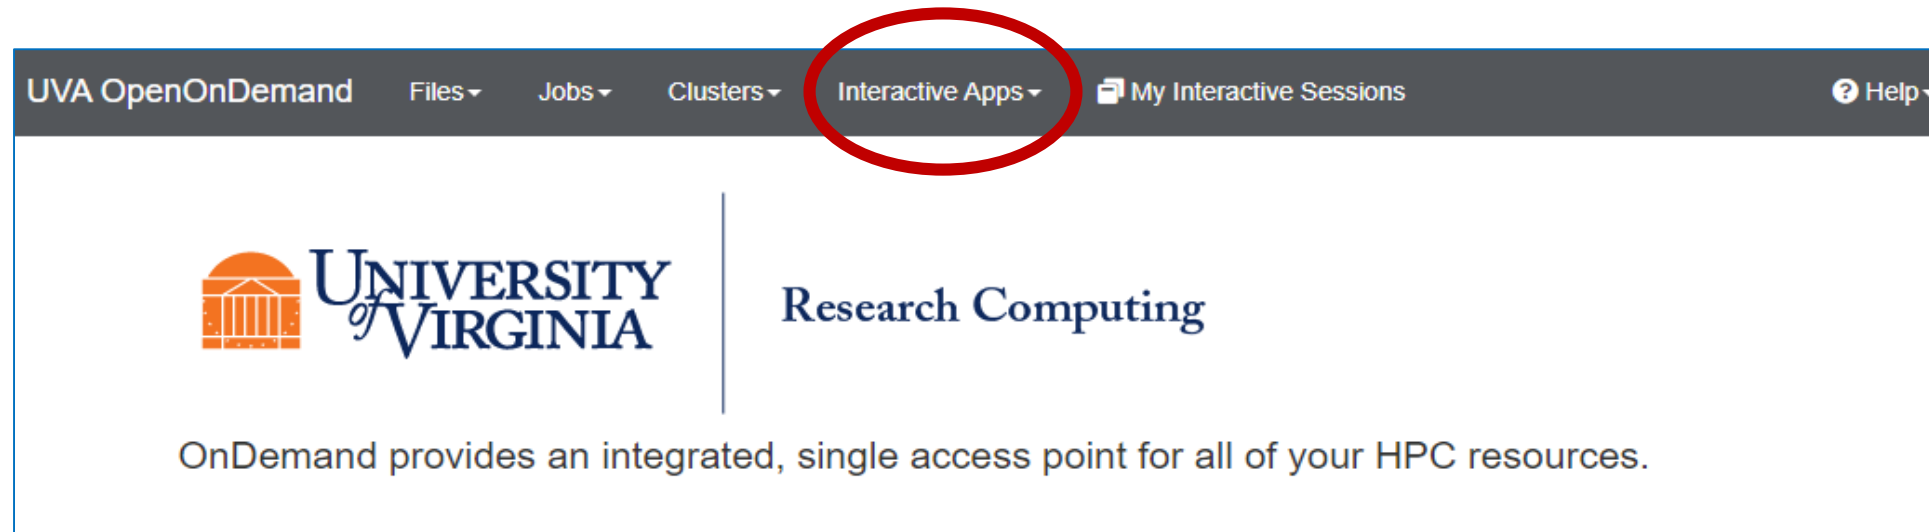 UVA OpenOnDemand Files Jobs Clusters Interactive Apps My Interactive Sessions ? Help
UNIVERSITY
of VIRGINIA
Research Computing
OnDemand provides an integrated, single access point for all of your HPC resources.